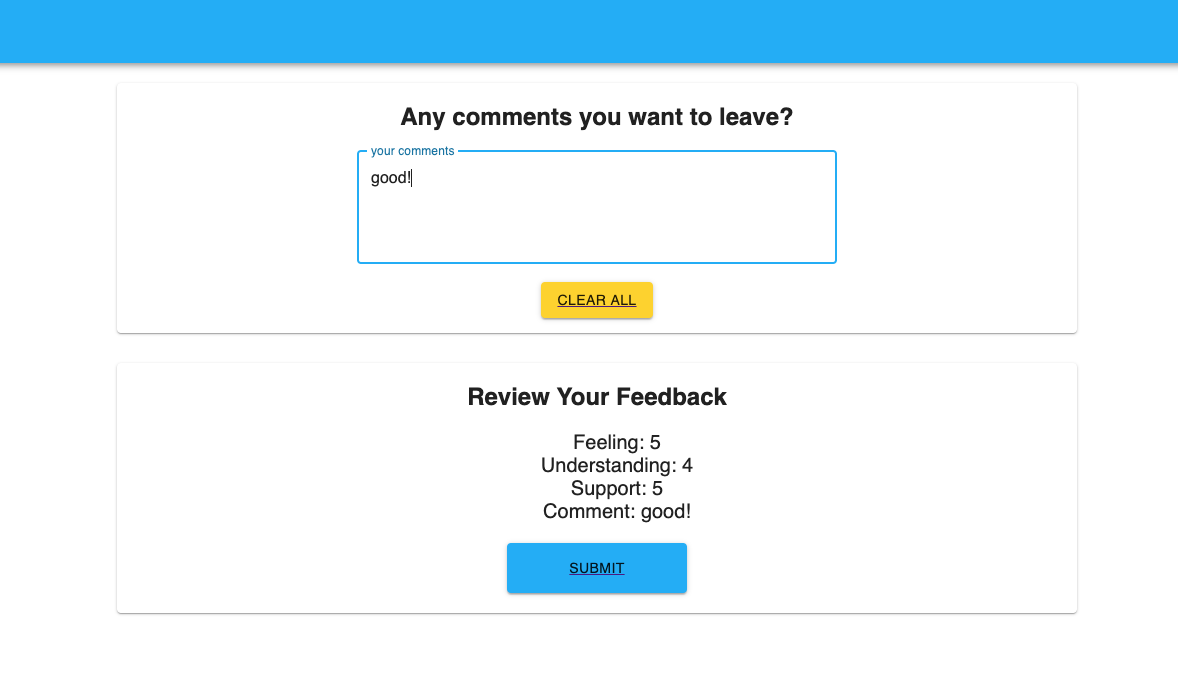 Any comments you want to leave?
your comments
good!
CLEAR ALL
Review Your Feedback
Feeling: 5
Understanding: 4
Support: 5
Comment: good!
SUBMIT